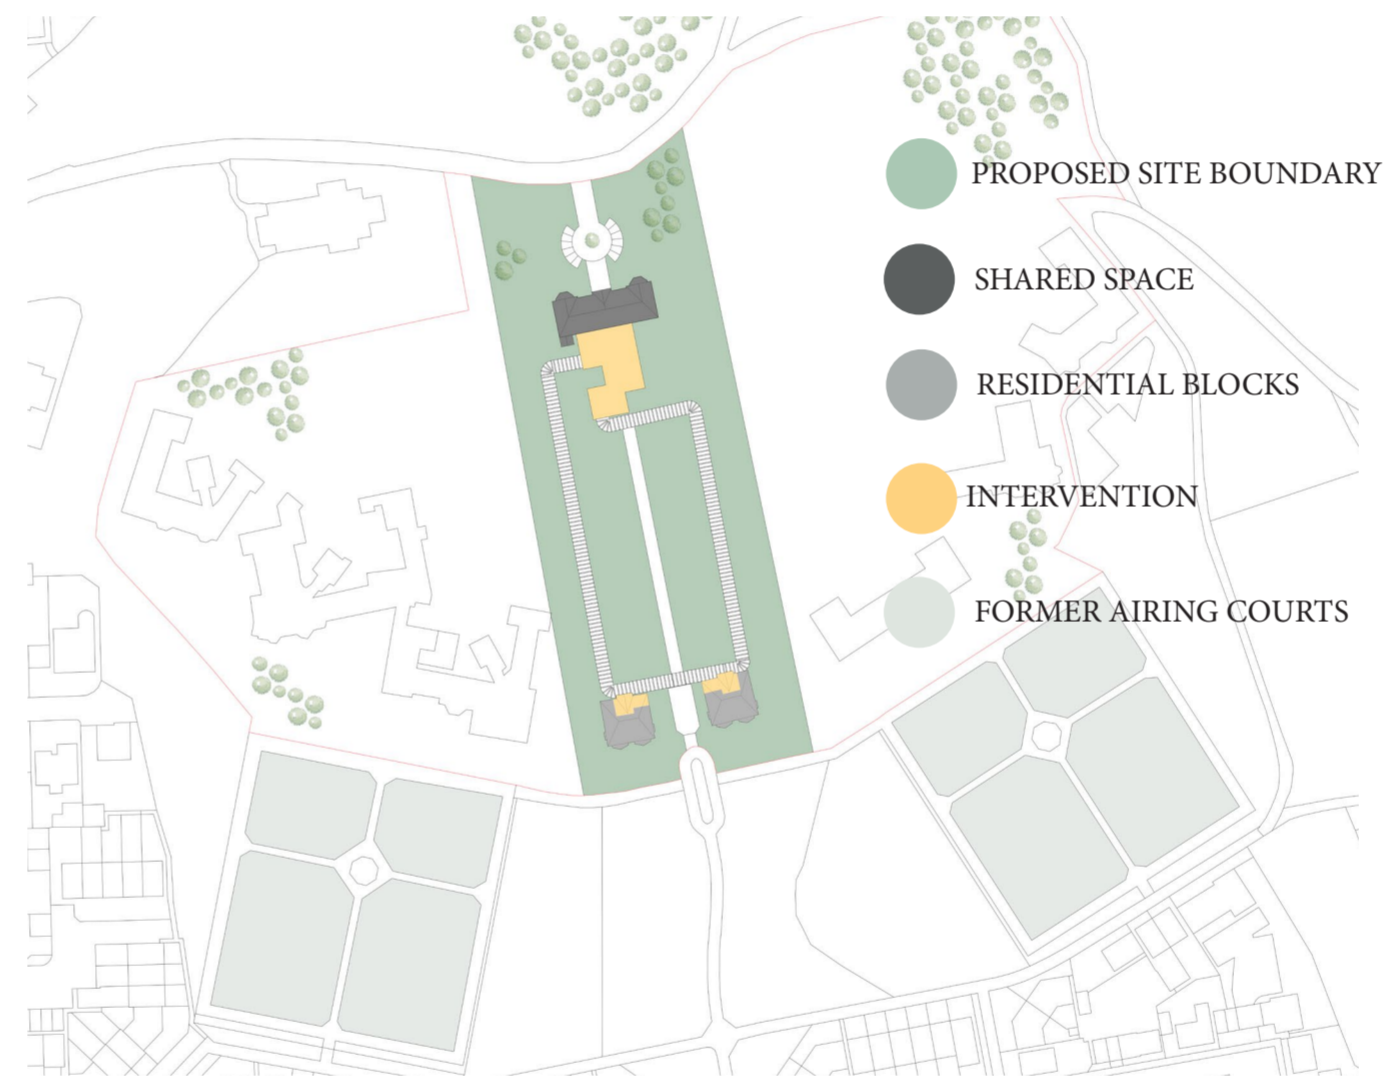 PROPOSED SITE BOUNDARY
SHARED SPACE
RESIDENTIAL BLOCKS
INTERVENTION
FORMER AIRING COURTS